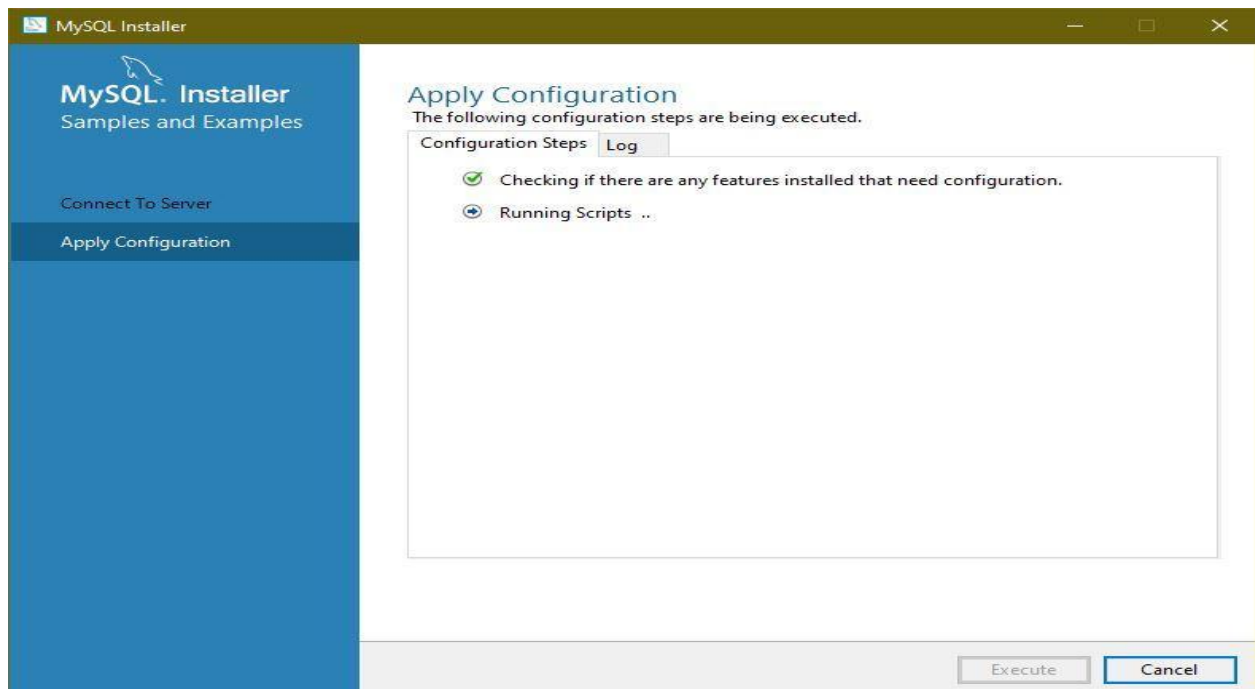 MySQL Installer
MySQL. Installer
Samples and Examples
Connect To Server
Apply Configuration
Apply Configuration
The following configuration steps are being executed.
Configuration Steps Log
Checking if there are any features installed that need configuration.
Running Scripts ..
Execute Cancel